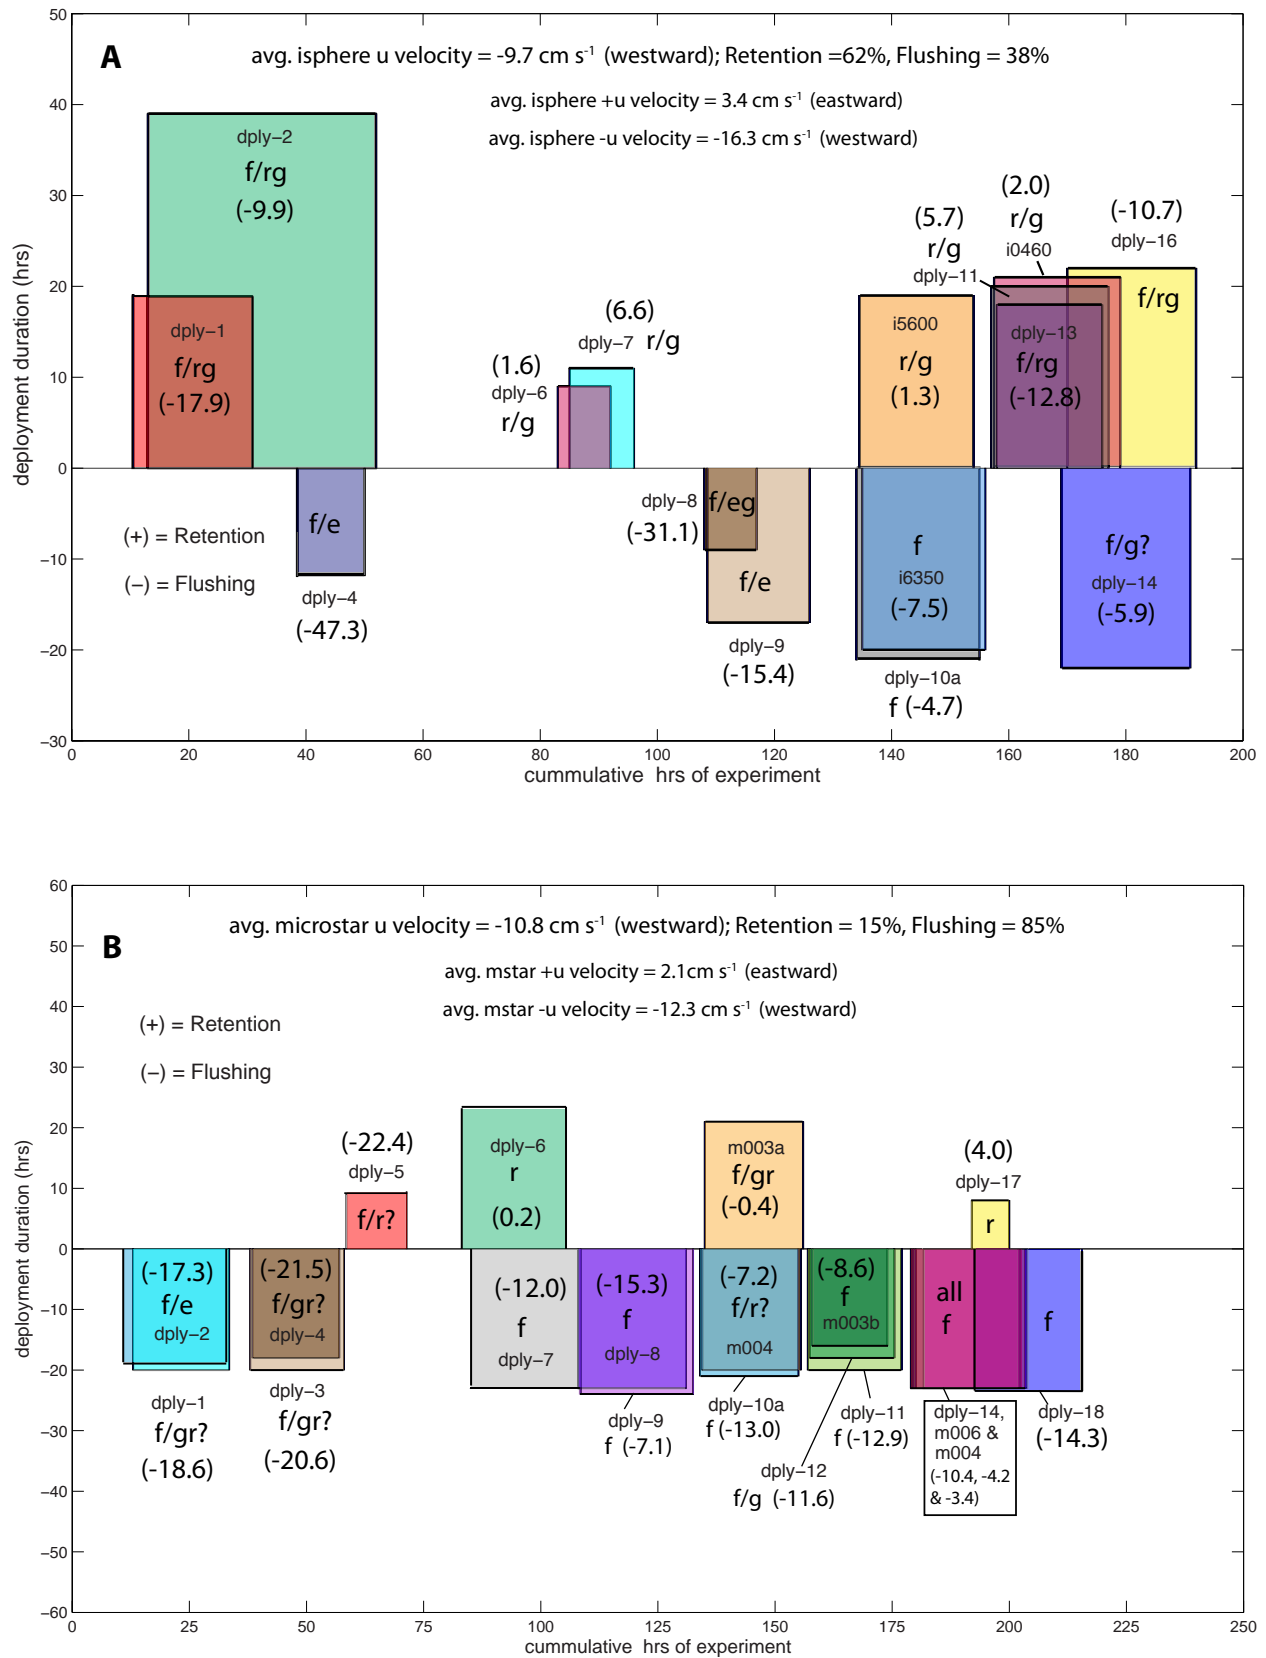 50
A
avg. isphere u velocity = -9.7 cm s⁻¹ (westward); Retention =62%, Flushing = 38%
avg. isphere +u velocity = 3.4 cm s⁻¹ (eastward)
avg. isphere -u velocity = -16.3 cm s⁻¹ (westward)
40
dply−2
f/rg
(-9.9)
30
20
10
0
−10
−20
−30
deployment duration (hrs)
dply−1
f/rg
(-17.9)
(1.6)
dply−6
r/g
(6.6)
dply−7 r/g
(5.7)
r/g
dply−11
(2.0)
r/g
i0460
(-10.7)
dply−16
f/rg
i5600
r/g
(1.3)
dply−13
f/rg
(-12.8)
(+) = Retention
(−) = Flushing
f/e
dply−4
(-47.3)
dply−8
(-31.1)
f/eg
f/e
dply−9
(-15.4)
f
i6350
(-7.5)
dply−10a
f (-4.7)
f/g?
dply−14
(-5.9)
0 20 40 60 80 100 120 140 160 180 200
cummulative hrs of experiment
60
B
avg. microstar u velocity = -10.8 cm s⁻¹ (westward); Retention = 15%, Flushing = 85%
avg. mstar +u velocity = 2.1cm s⁻¹ (eastward)
avg. mstar -u velocity = -12.3 cm s⁻¹ (westward)
50
40
30
20
10
0
−10
−20
−30
−40
−50
−60
deployment duration (hrs)
(+) = Retention
(−) = Flushing
(-22.4)
dply−5
f/r?
dply−6
r
(0.2)
m003a
f/gr
(-0.4)
(4.0)
dply−17
r
(-17.3)
f/e
dply−2
dply−1
f/gr?
(-18.6)
(-21.5)
f/gr?
dply−4
dply−3
f/gr?
(-20.6)
(-12.0)
f
dply−7
(-15.3)
f
dply−8
dply−9
f (-7.1)
(-7.2)
f/r?
m004
dply−10a
f (-13.0)
(-8.6)
f
m003b
dply−11
f (-12.9)
dply−12
f/g (-11.6)
all
f
dply−14,
m006 &
m004
(-10.4, -4.2
& -3.4)
f
dply−18
(-14.3)
0 25 50 75 100 125 150 175 200 225 250
cummulative hrs of experiment